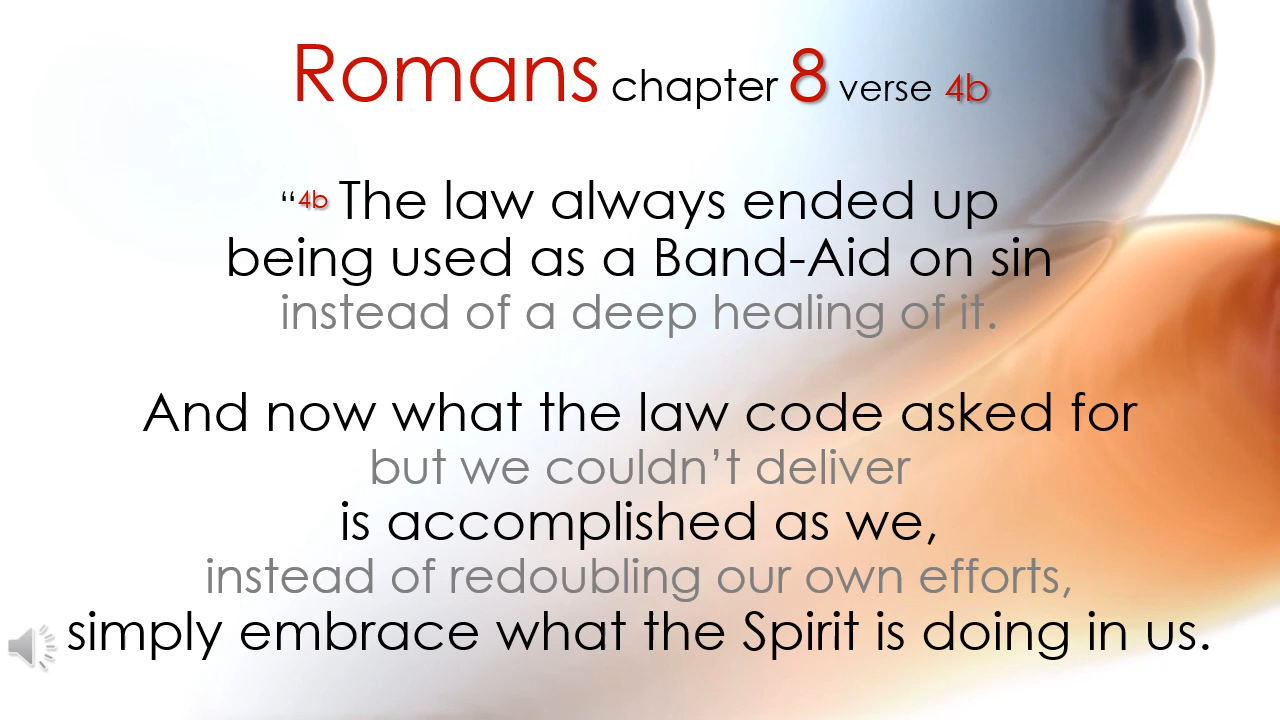 Romans chapter 8 verse 4b
“4b The law always ended up
being used as a Band-Aid on sin
instead of a deep healing of it.
And now what the law code asked for
but we couldn’t deliver
is accomplished as we,
instead of redoubling our own efforts,
simply embrace what the Spirit is doing in us.